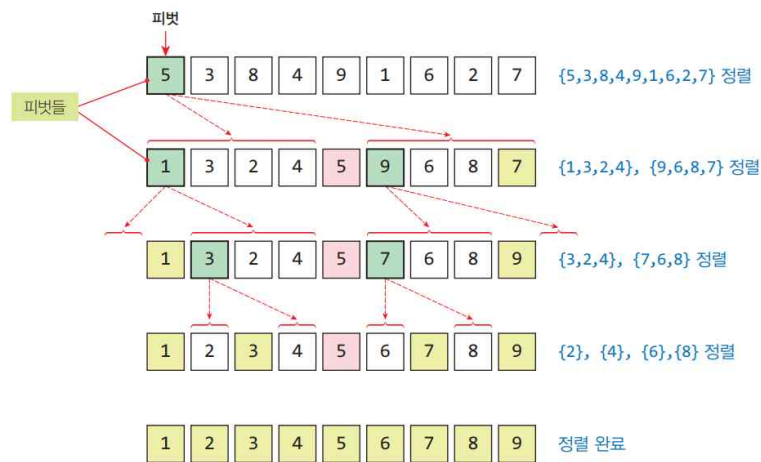 피벗
5 3 8 4 9 1 6 2 7 {5,3,8,4,9,1,6,2,7} 정렬
피벗들
1 3 2 4 5 9 6 8 7 {1,3,2,4}, {9,6,8,7} 정렬
1 3 2 4 5 7 6 8 9 {3,2,4}, {7,6,8} 정렬
1 2 3 4 5 6 7 8 9 {2}, {4}, {6},{8} 정렬
1 2 3 4 5 6 7 8 9 정렬 완료